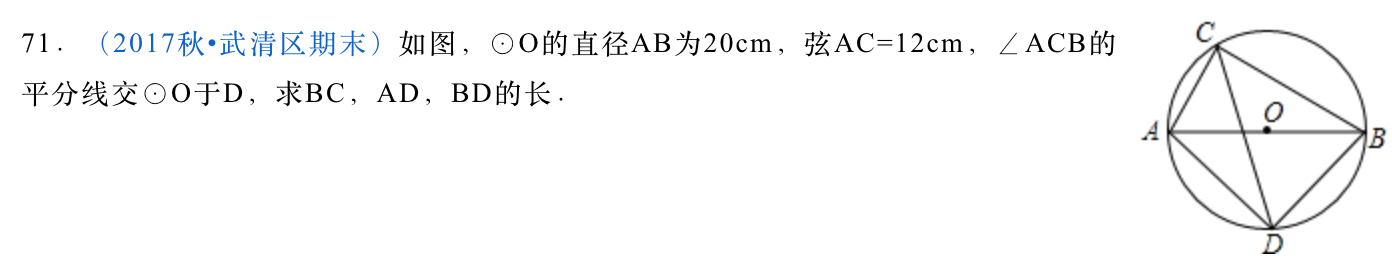 71. （2017秋•武清区期末）如图，⊙O的直径AB为20cm，弦AC=12cm，∠ACB的
平分线交⊙O于D，求BC，AD，BD的长.
C
O
A
B
D